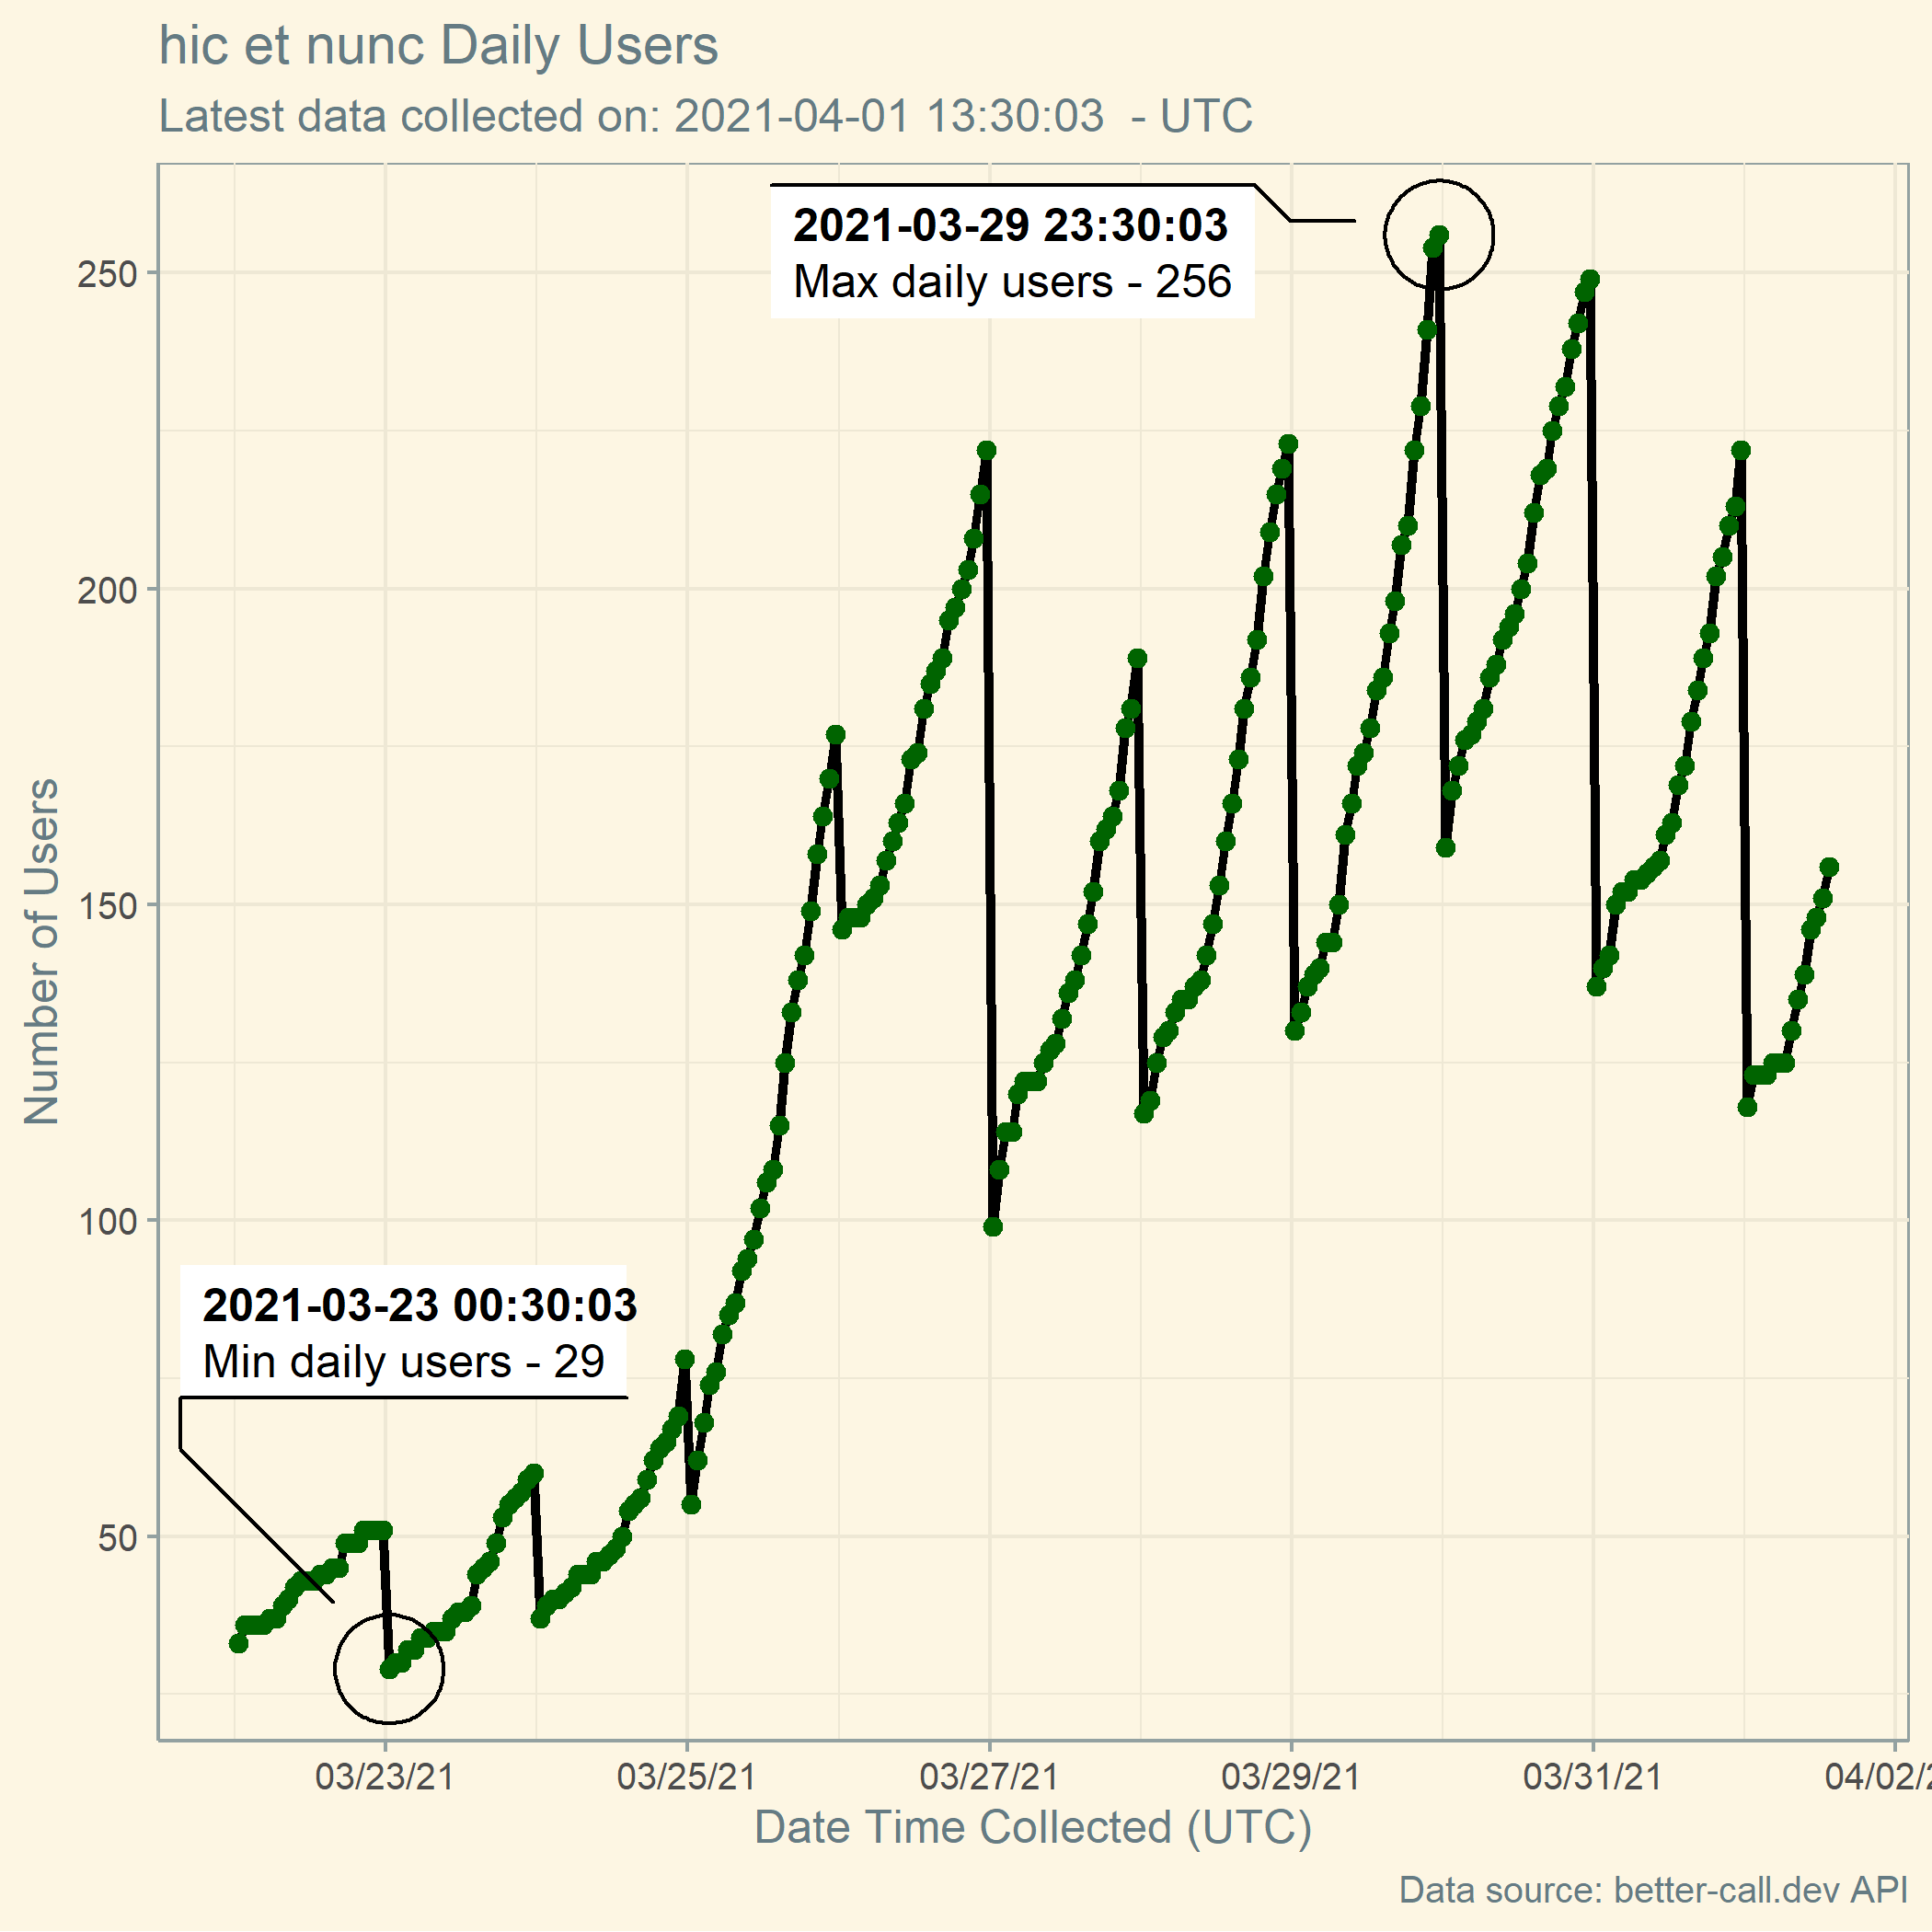 hic et nunc Daily Users
Latest data collected on: 2021-04-01 13:30:03 - UTC
2021-03-29 23:30:03
Max daily users - 256
250
200
150
100
50
Number of Users
2021-03-23 00:30:03
Min daily users - 29
03/23/21 03/25/21 03/27/21 03/29/21 03/31/21 04/02/2
Date Time Collected (UTC)
Data source: better-call.dev API